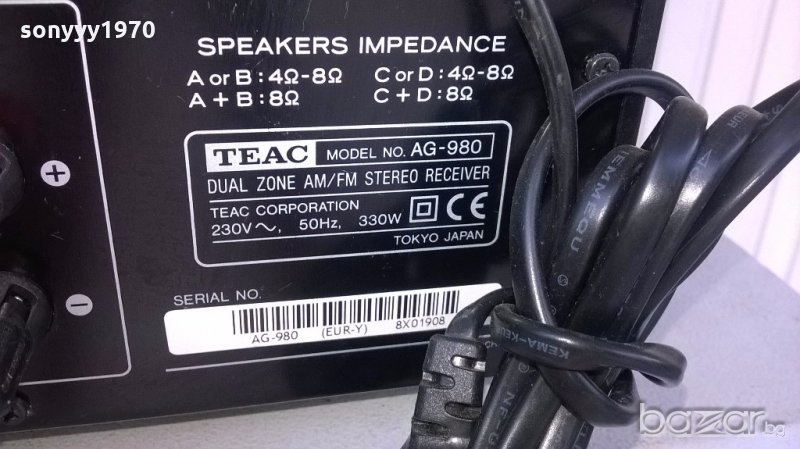 sonyyy1970
SPEAKERS IMPEDANCE
A or B : 4Ω-8Ω C or D : 4Ω-8Ω
A + B : 8Ω C + D : 8Ω
TEAC MODEL NO. AG-980
DUAL ZONE AM/FM STEREO RECEIVER
TEAC CORPORATION
230V~, 50Hz, 330W CE
TOKYO JAPAN
+
−
SERIAL NO.
AG-980 (EUR-Y) 8X01908
KEMA-KE
bazar.bg